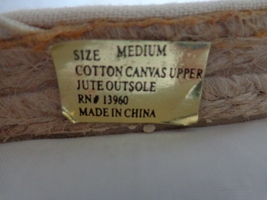 SIZE MEDIUM
COTTON CANVAS UPPER
JUTE OUTSOLE
RN# 13960
MADE IN CHINA